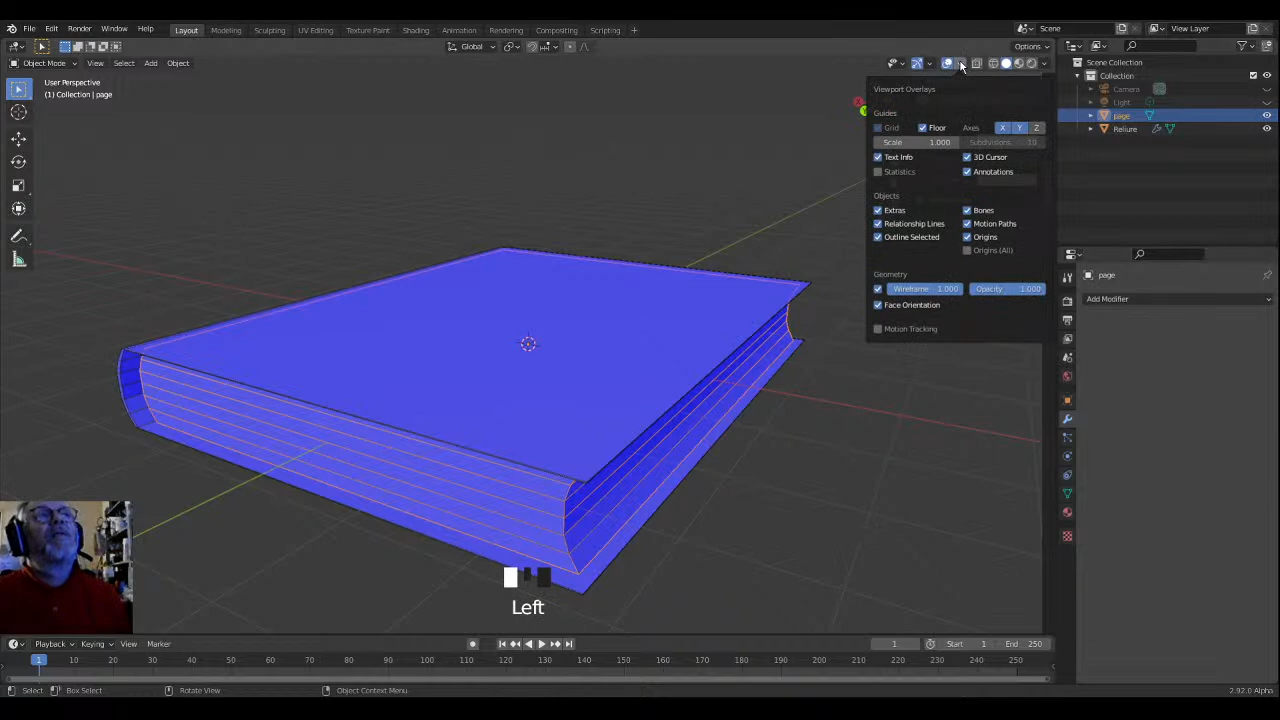 File Edit Render Window Help Layout Modeling Sculpting UV Editing Texture Paint Shading Animation Rendering Compositing Scripting Scene View Layer
Global Options
Object Mode View Select Add Object
User Perspective
(1) Collection | page
Viewport Overlays
Guides
Grid Floor Axes X Y Z
Scale 1.000 Subdivisions 10
Text Info 3D Cursor
Statistics Annotations
Objects
Extras Bones
Relationship Lines Motion Paths
Outline Selected Origins
Origins (All)
Geometry
Wireframe 1.000 Opacity 1.000
Face Orientation
Motion Tracking
Scene Collection
Collection
Camera
Light
page
Reliure
page
Add Modifier
Left
Playback Keying View Marker 1 Start 1 End 250
1 10 20 30 40 50 60 70 80 90 100 110 120 130 140 150 160 170 180 190 200 210 220 230 240 250
Select Box Select Rotate View Object Context Menu 2.92.0 Alpha